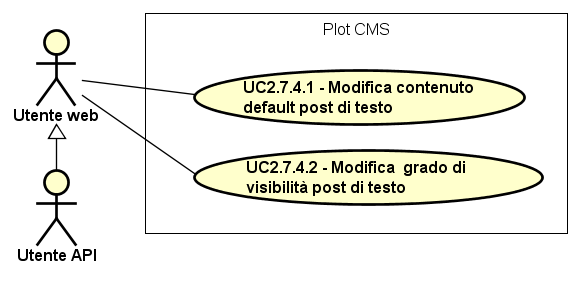 Plot CMS
UC2.7.4.1 - Modifica contenuto
default post di testo
Utente web
UC2.7.4.2 - Modifica  grado di
visibilità post di testo
Utente API